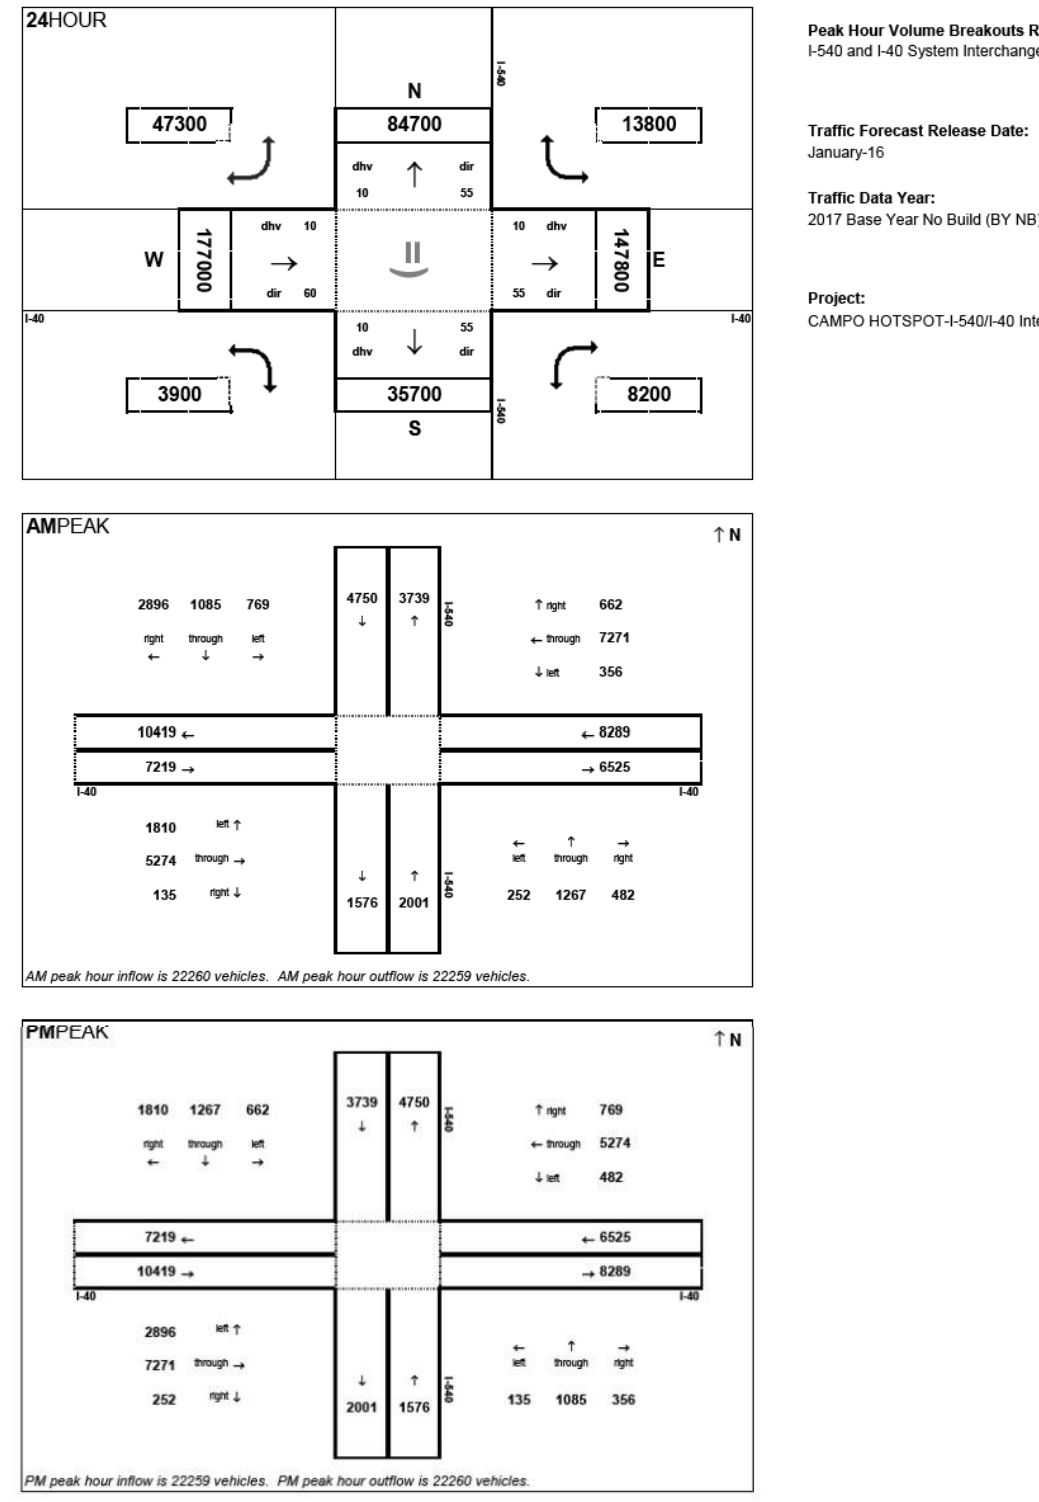 24HOUR
I-540
N
47300
84700
13800
dhv dir
10 55
W
177000
dhv 10
→
dir 60
10 dhv
→
55 dir
147800
E
I-40
I-40
10 55
dhv dir
3900
35700
8200
S
I-540
Peak Hour Volume Breakouts R
I-540 and I-40 System Interchange
Traffic Forecast Release Date:
January-16
Traffic Data Year:
2017 Base Year No Build (BY NB)
Project:
CAMPO HOTSPOT-I-540/I-40 Inte
AMPEAK
↑ N
2896 1085 769
right through left
← ↓ →
4750 3739
↓ ↑
I-540
↑ right 662
← through 7271
↓ left 356
10419 ←
7219 →
I-40
← 8289
→ 6525
I-40
1810 left ↑
5274 through →
135 right ↓
↓ ↑
1576 2001
I-540
← ↑ →
left through right
252 1267 482
AM peak hour inflow is 22260 vehicles. AM peak hour outflow is 22259 vehicles.
PMPEAK
↑ N
1810 1267 662
right through left
← ↓ →
3739 4750
↓ ↑
I-540
↑ right 769
← through 5274
↓ left 482
7219 ←
10419 →
I-40
← 6525
→ 8289
I-40
2896 left ↑
7271 through →
252 right ↓
↓ ↑
2001 1576
I-540
← ↑ →
left through right
135 1085 356
PM peak hour inflow is 22259 vehicles. PM peak hour outflow is 22260 vehicles.